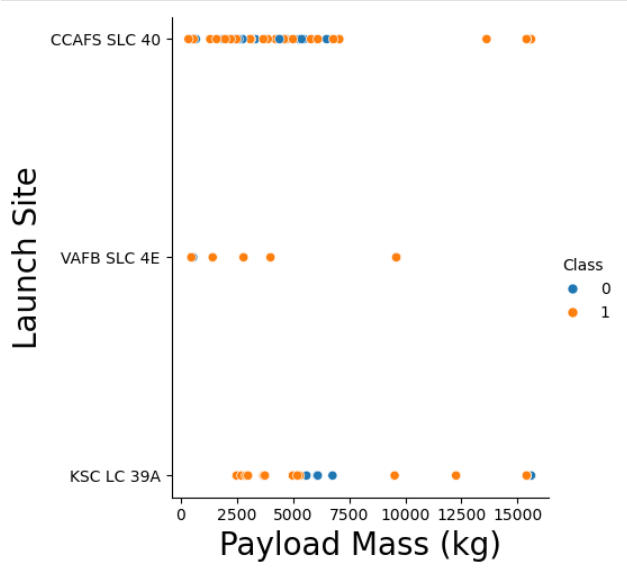 CCAFS SLC 40
VAFB SLC 4E
KSC LC 39A
Launch Site
0 2500 5000 7500 10000 12500 15000
Payload Mass (kg)
Class
0
1